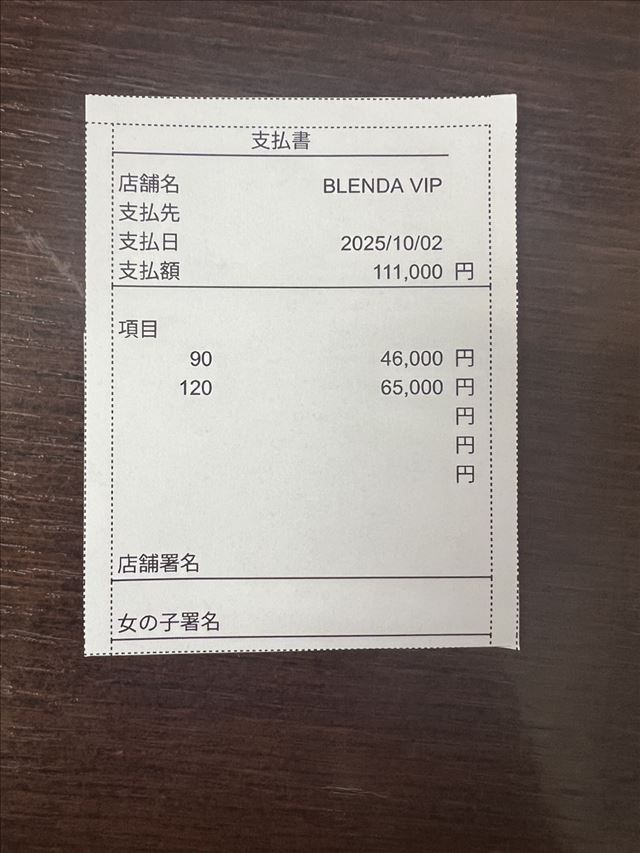 支払書
店舗名 BLENDA VIP
支払先
支払日 2025/10/02
支払額 111,000 円
項目
90 46,000 円
120 65,000 円
円
円
円
店舗署名
女の子署名